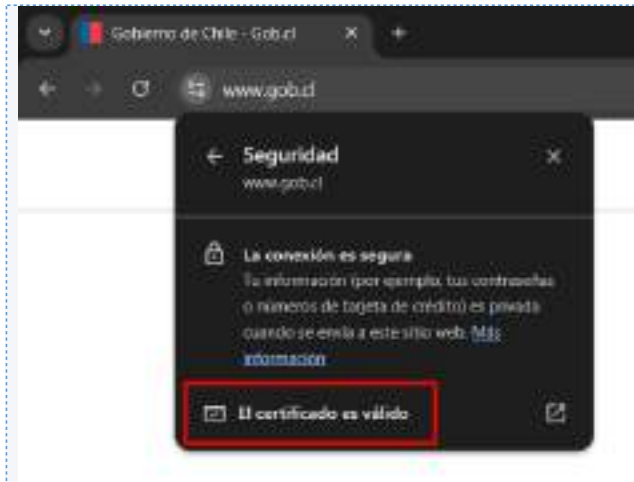 Gobierno de Chile - Gob.cl
www.gob.cl
Seguridad
www.gob.cl
La conexión es segura
Tu información (por ejemplo, tus contraseñas
o números de tarjeta de crédito) es privada
cuando se envía a este sitio web. Más
información
El certificado es válido